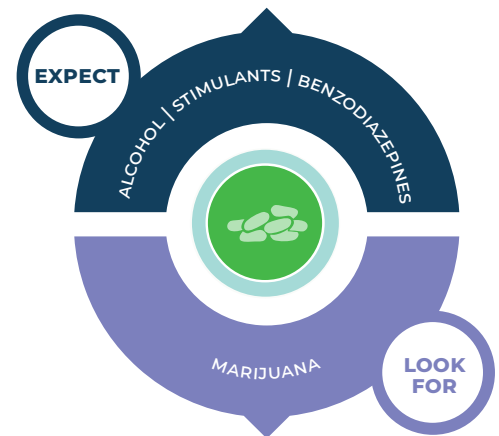 EXPECT
ALCOHOL | STIMULANTS | BENZODIAZEPINES
MARIJUANA
LOOK
FOR